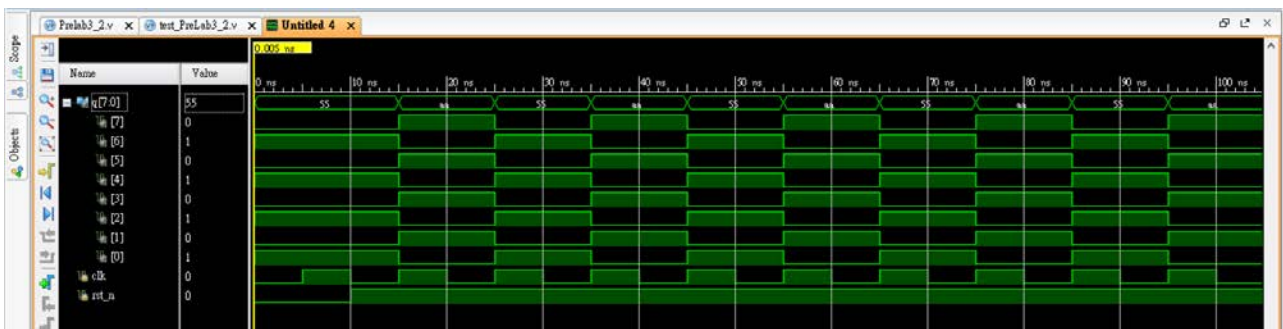 Prelab3_2.v x test_PreLab3_2.v x Untitled 4 x
Scope
Objects
0.005 ns
Name Value
0 ns 10 ns 20 ns 30 ns 40 ns 50 ns 60 ns 70 ns 80 ns 90 ns 100 ns
q[7:0] 55 55 aa 55 aa 55 aa 55 aa 55 aa
[7] 0
[6] 1
[5] 0
[4] 1
[3] 0
[2] 1
[1] 0
[0] 1
clk 0
rst_n 0